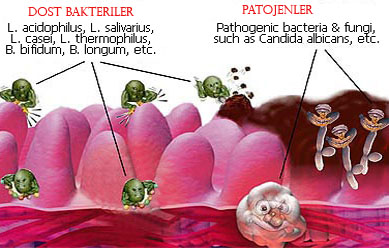 DOST BAKTERILER
L. acidophilus, L. salivarius,
L. casei, L. thermophilus,
B. bifidum, B. longum, etc.
PATOJENLER
Pathogenic bacteria & fungi,
such as Candida albicans, etc.